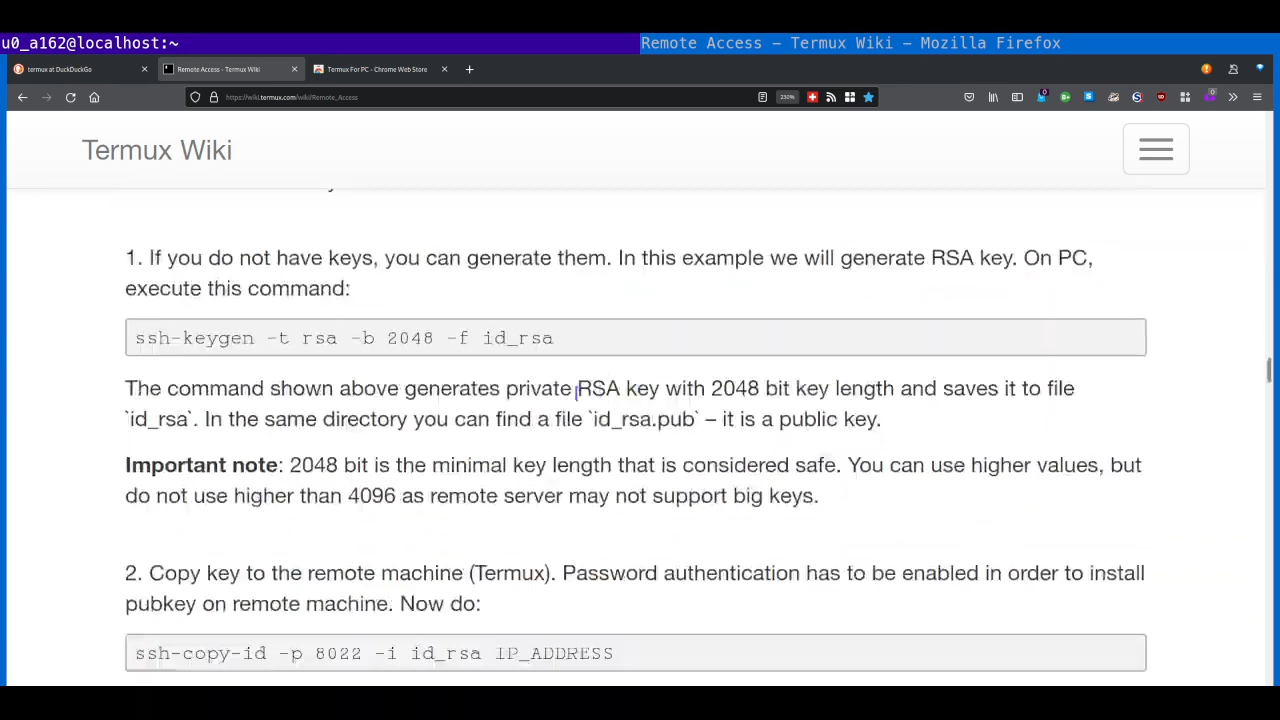 u0_a162@localhost:~
Remote Access – Termux Wiki – Mozilla Firefox
termux at DuckDuckGo
Remote Access - Termux Wiki
Termux For PC - Chrome Web Store
https://wiki.termux.com/wiki/Remote_Access
230%
Termux Wiki
1. If you do not have keys, you can generate them. In this example we will generate RSA key. On PC,
execute this command:
ssh-keygen -t rsa -b 2048 -f id_rsa
The command shown above generates private RSA key with 2048 bit key length and saves it to file
`id_rsa`. In the same directory you can find a file `id_rsa.pub` – it is a public key.
Important note: 2048 bit is the minimal key length that is considered safe. You can use higher values, but
do not use higher than 4096 as remote server may not support big keys.
2. Copy key to the remote machine (Termux). Password authentication has to be enabled in order to install
pubkey on remote machine. Now do:
ssh-copy-id -p 8022 -i id_rsa IP_ADDRESS